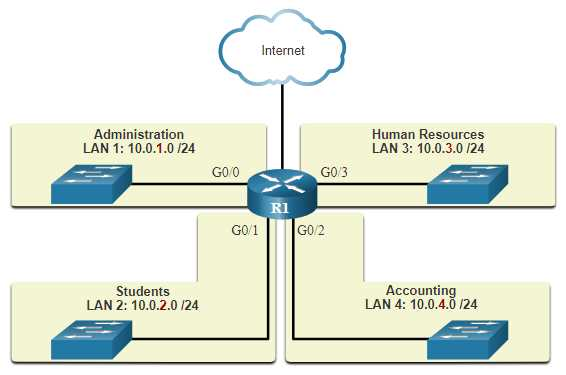 Internet
Administration
LAN 1: 10.0.1.0 /24
Human Resources
LAN 3: 10.0.3.0 /24
G0/0
G0/3
R1
G0/1
G0/2
Students
LAN 2: 10.0.2.0 /24
Accounting
LAN 4: 10.0.4.0 /24